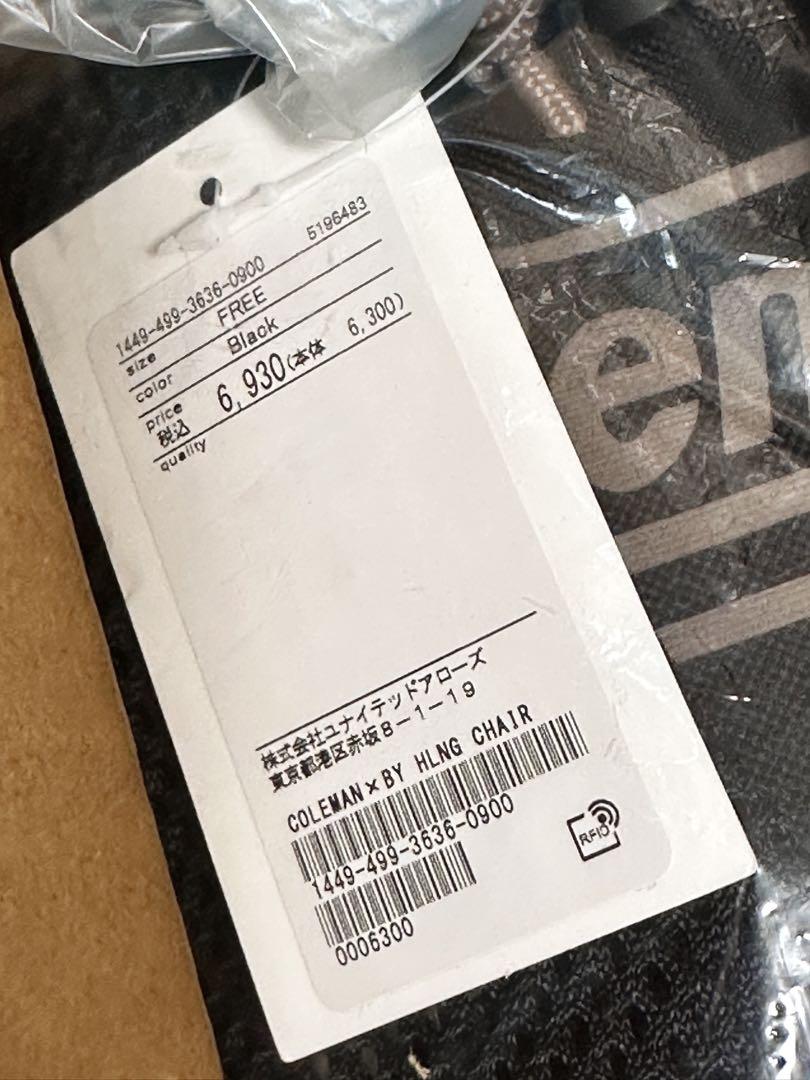 1449-499-3636-0900 5196483
size FREE
color Black
price
税込 6,930(本体 6,300)
quality
株式会社ユナイテッドアローズ
東京都港区赤坂8-1-19
COLEMAN×BY HLNG CHAIR
1449-499-3636-0900
0006300
RFID
em